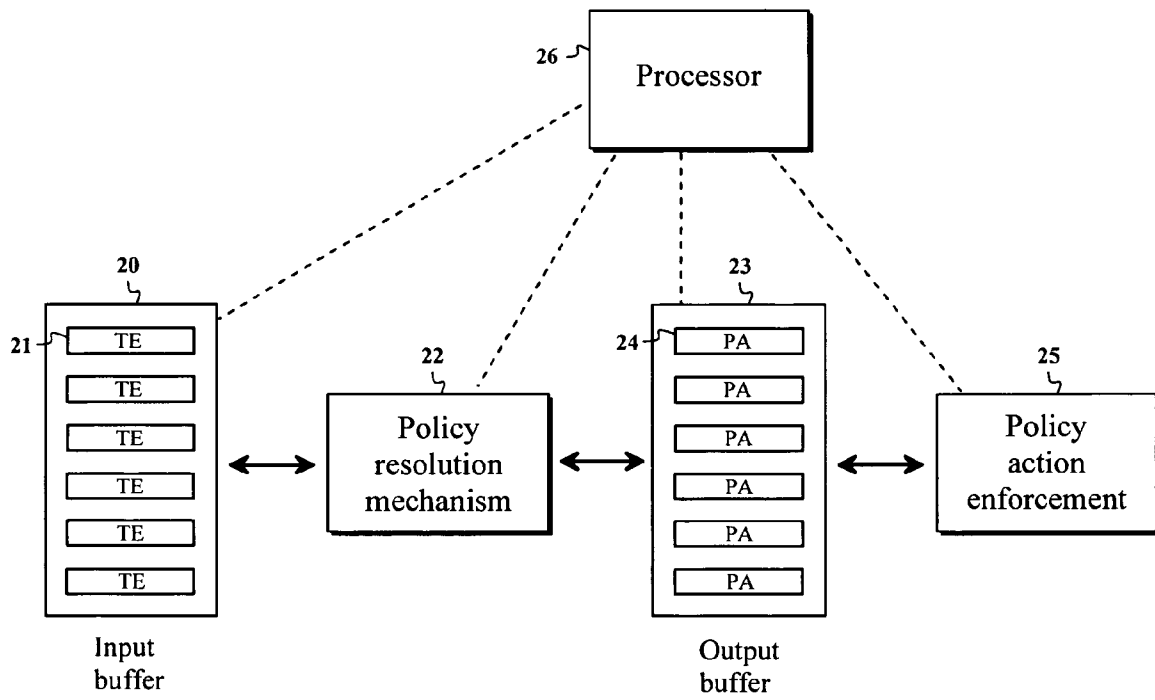 26
Processor
20
23
21
TE
TE
TE
TE
TE
TE
22
Policy
resolution
mechanism
24
PA
PA
PA
PA
PA
PA
25
Policy
action
enforcement
Input
buffer
Output
buffer